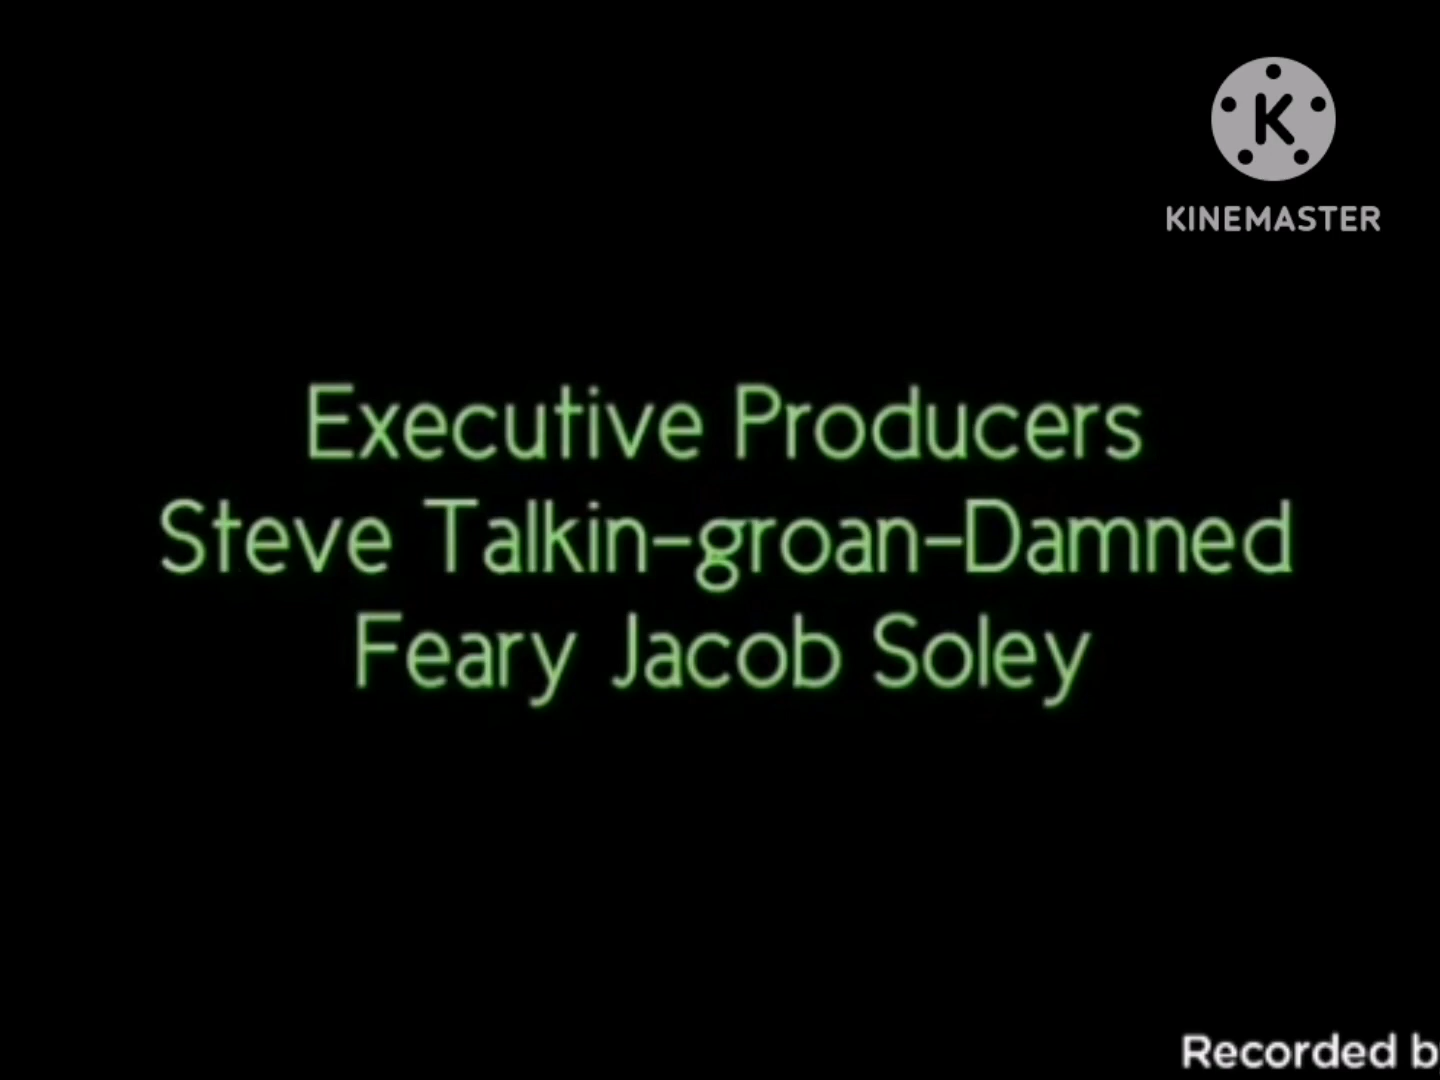 K
KINEMASTER
Executive Producers
Steve Talkin-groan-Damned
Feary Jacob Soley
Recorded b